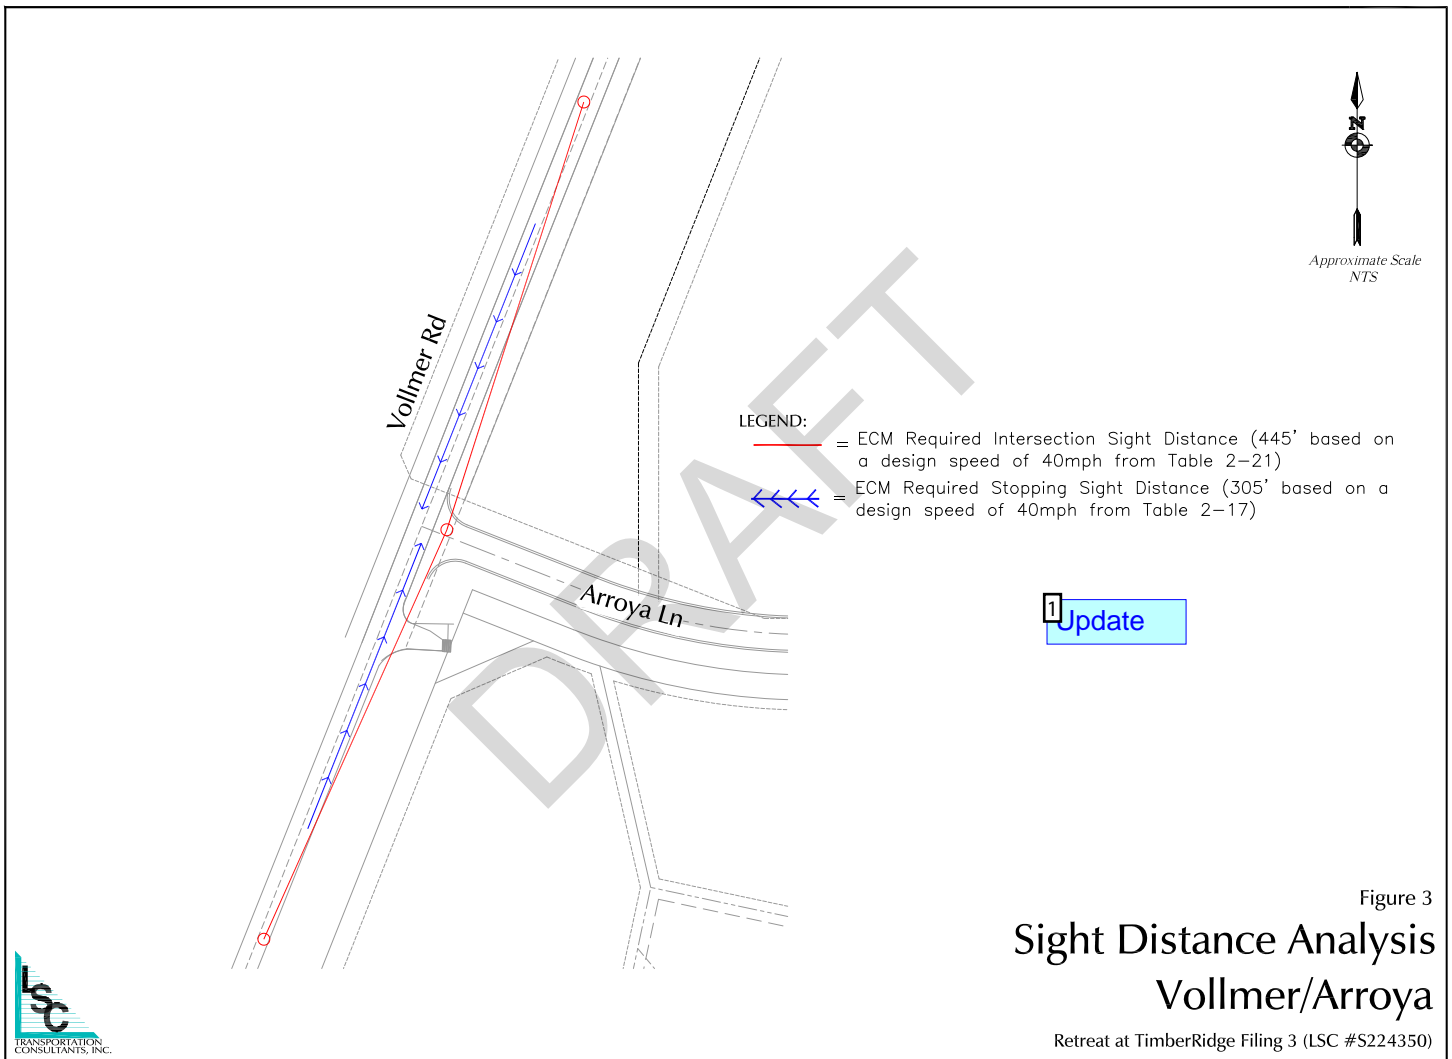 N
Approximate Scale
NTS
Vollmer Rd
DRAFT
LEGEND:
= ECM Required Intersection Sight Distance (445' based on
a design speed of 40mph from Table 2-21)
= ECM Required Stopping Sight Distance (305' based on a
design speed of 40mph from Table 2-17)
Arroya Ln
1
Update
Figure 3
Sight Distance Analysis
Vollmer/Arroya
Retreat at TimberRidge Filing 3 (LSC #S224350)
LSC
TRANSPORTATION
CONSULTANTS, INC.